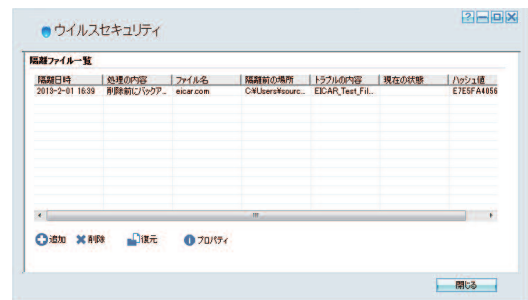 ウイルスセキュリティ
隔離ファイル一覧
隔離日時 処理の内容 ファイル名 隔離前の場所 トラブルの内容 現在の状態 ハッシュ値
2013-2-01 16:39 削除前にバックア... eicar.com C:¥Users¥sourc... EICAR_Test_Fil... E7E5FA4056
追加 削除 復元 プロパティ
閉じる